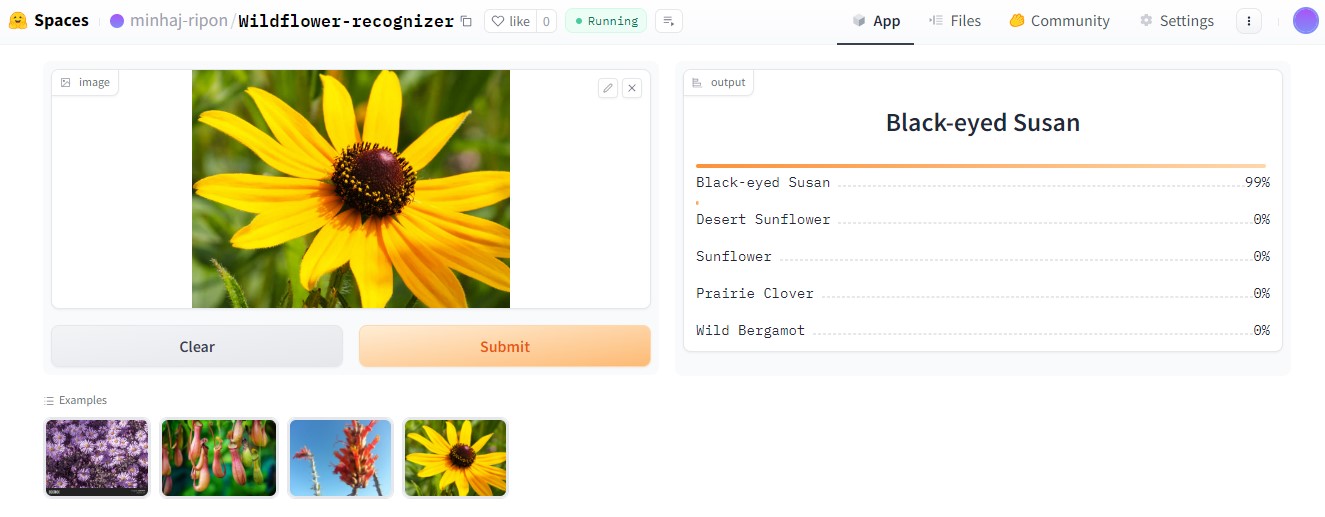 Spaces
minhaj-ripon/Wildflower-recognizer
like 0
Running
App
Files
Community
Settings
image
output
Black-eyed Susan
Black-eyed Susan 99%
Desert Sunflower 0%
Sunflower 0%
Prairie Clover 0%
Wild Bergamot 0%
Clear
Submit
Examples